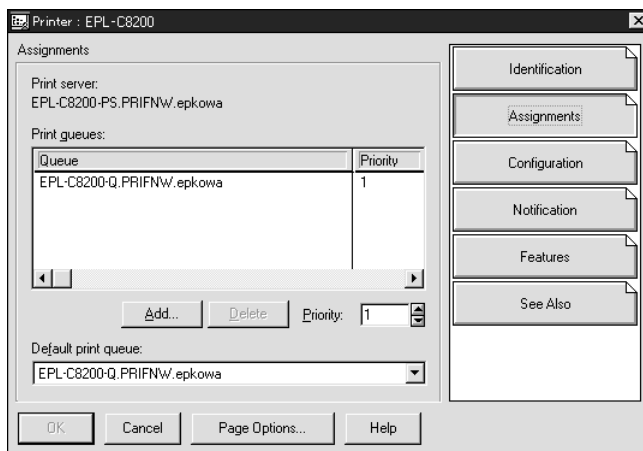 Printer : EPL-C8200
Assignments
Print server:
EPL-C8200-PS.PRIFNW.epkowa
Print queues:
Queue Priority
EPL-C8200-Q.PRIFNW.epkowa 1
Add... Delete Priority: 1
Default print queue:
EPL-C8200-Q.PRIFNW.epkowa
OK Cancel Page Options... Help
Identification
Assignments
Configuration
Notification
Features
See Also